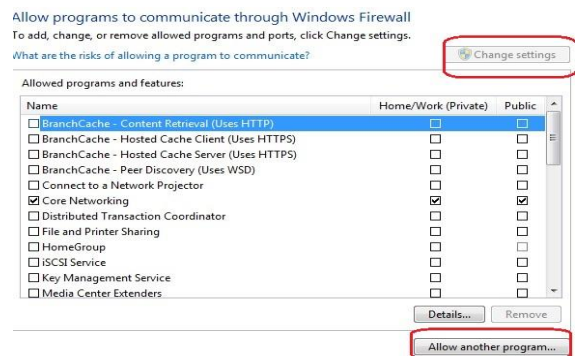 Allow programs to communicate through Windows Firewall
To add, change, or remove allowed programs and ports, click Change settings.
What are the risks of allowing a program to communicate?
Change settings
Allowed programs and features:
Name Home/Work (Private) Public
BranchCache - Content Retrieval (Uses HTTP)
BranchCache - Hosted Cache Client (Uses HTTPS)
BranchCache - Hosted Cache Server (Uses HTTPS)
BranchCache - Peer Discovery (Uses WSD)
Connect to a Network Projector
Core Networking
Distributed Transaction Coordinator
File and Printer Sharing
HomeGroup
iSCSI Service
Key Management Service
Media Center Extenders
Details... Remove
Allow another program...